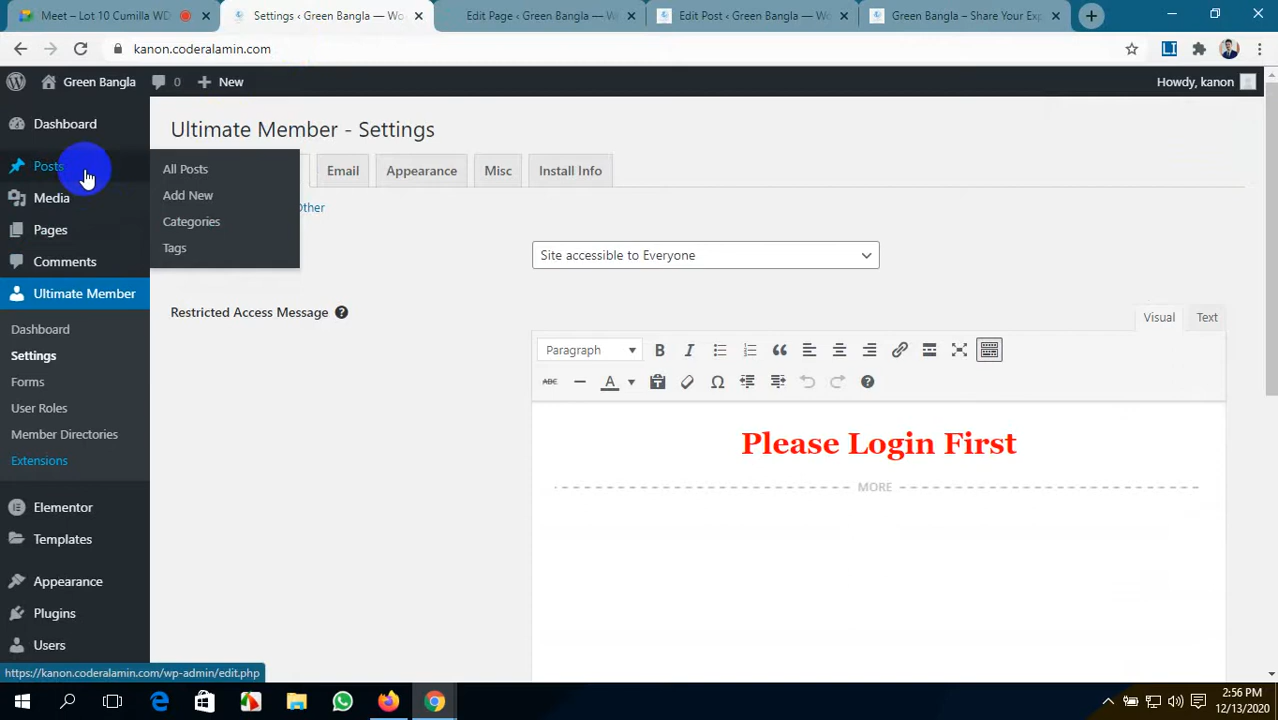 Meet – Lot 10 Cumilla WD
Settings ‹ Green Bangla — Wo
Edit Page ‹ Green Bangla — W
Edit Post ‹ Green Bangla — Wo
Green Bangla – Share Your Exp
kanon.coderalamin.com
Green Bangla
0
New
Howdy, kanon
Dashboard
Posts
Media
Pages
Comments
Ultimate Member
Dashboard
Settings
Forms
User Roles
Member Directories
Extensions
Elementor
Templates
Appearance
Plugins
Users
All Posts
Add New
Categories
Tags
Ultimate Member - Settings
Email
Appearance
Misc
Install Info
Other
Site accessible to Everyone
Restricted Access Message
Visual
Text
Paragraph
B
I
ABC
A
Please Login First
MORE
https://kanon.coderalamin.com/wp-admin/edit.php
2:56 PM
12/13/2020